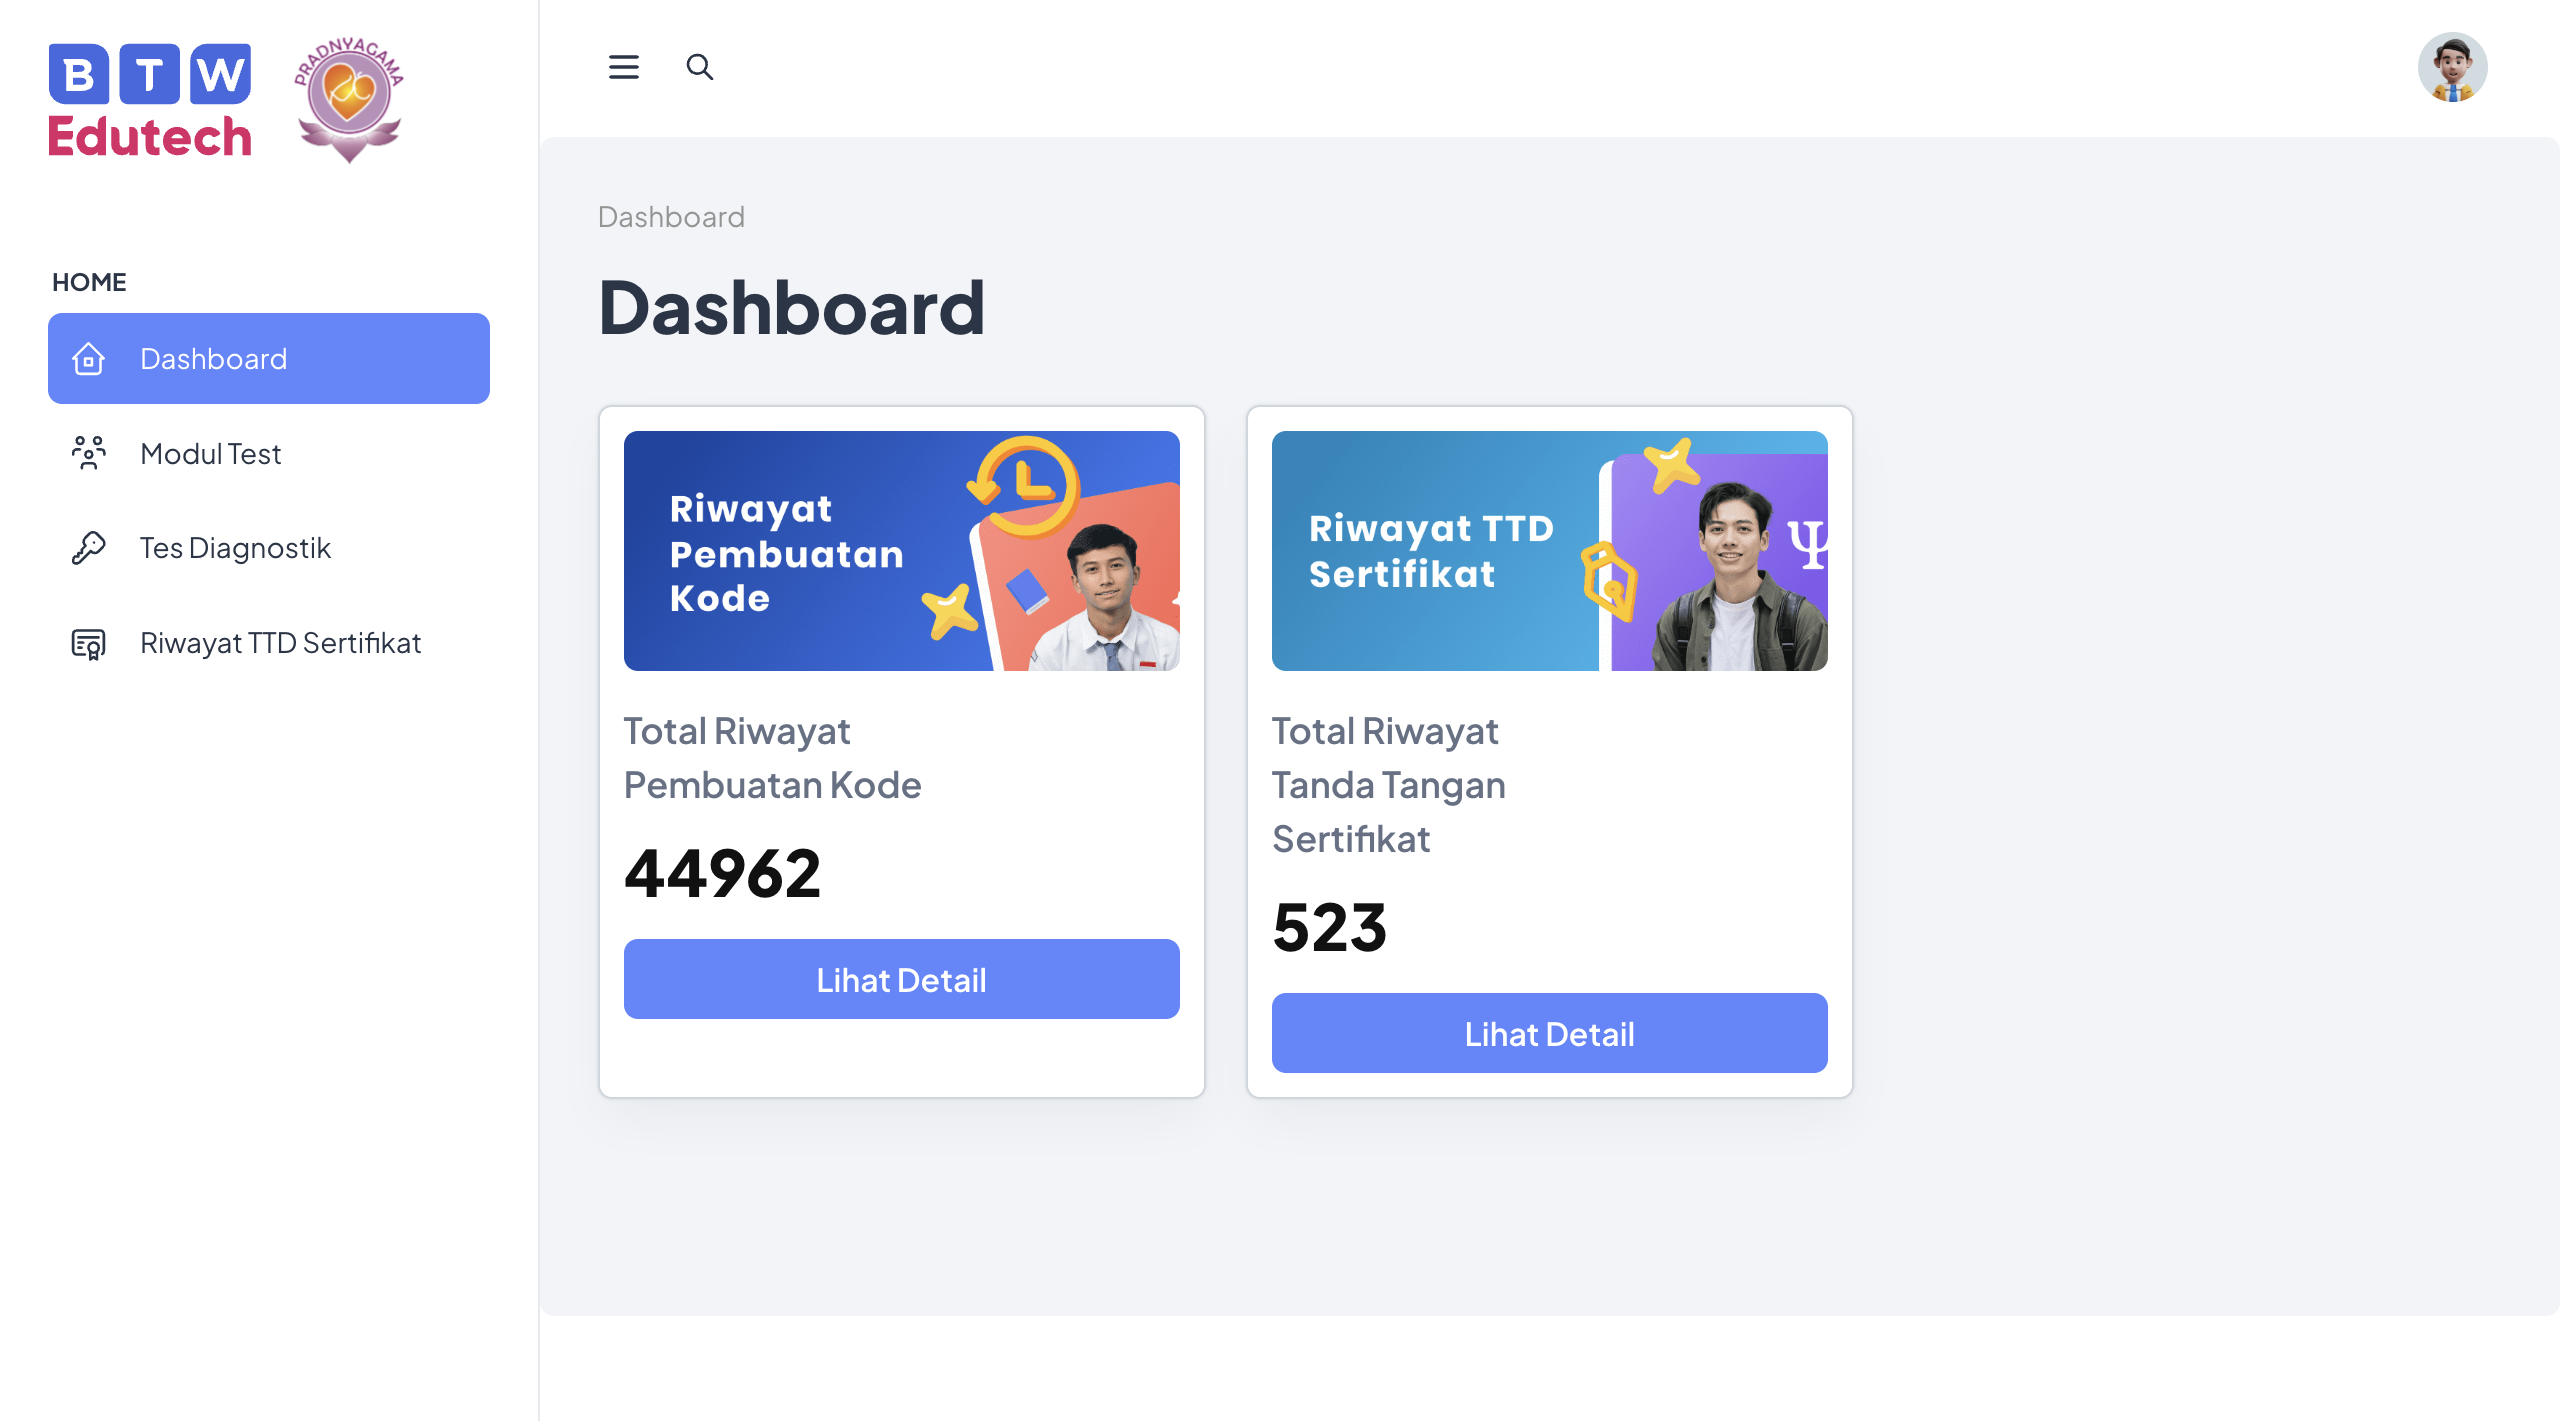 B T W
Edutech
PRADNYAGAMA
HOME
Dashboard
Modul Test
Tes Diagnostik
Riwayat TTD Sertifikat
Dashboard
Dashboard
Riwayat
Pembuatan
Kode
Total Riwayat
Pembuatan Kode
44962
Lihat Detail
Riwayat TTD
Sertifikat
Ψ
Total Riwayat
Tanda Tangan
Sertifikat
523
Lihat Detail